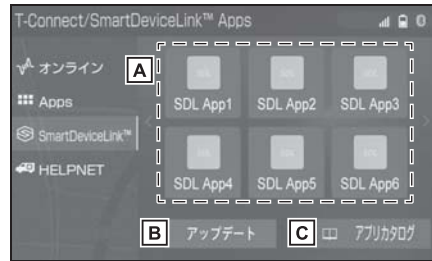 T-Connect/SmartDeviceLink™ Apps
オンライン
Apps
SmartDeviceLink™
HELPNET
A
SDL App1
SDL App2
SDL App3
SDL App4
SDL App5
SDL App6
B
アップデート
C
アプリカタログ